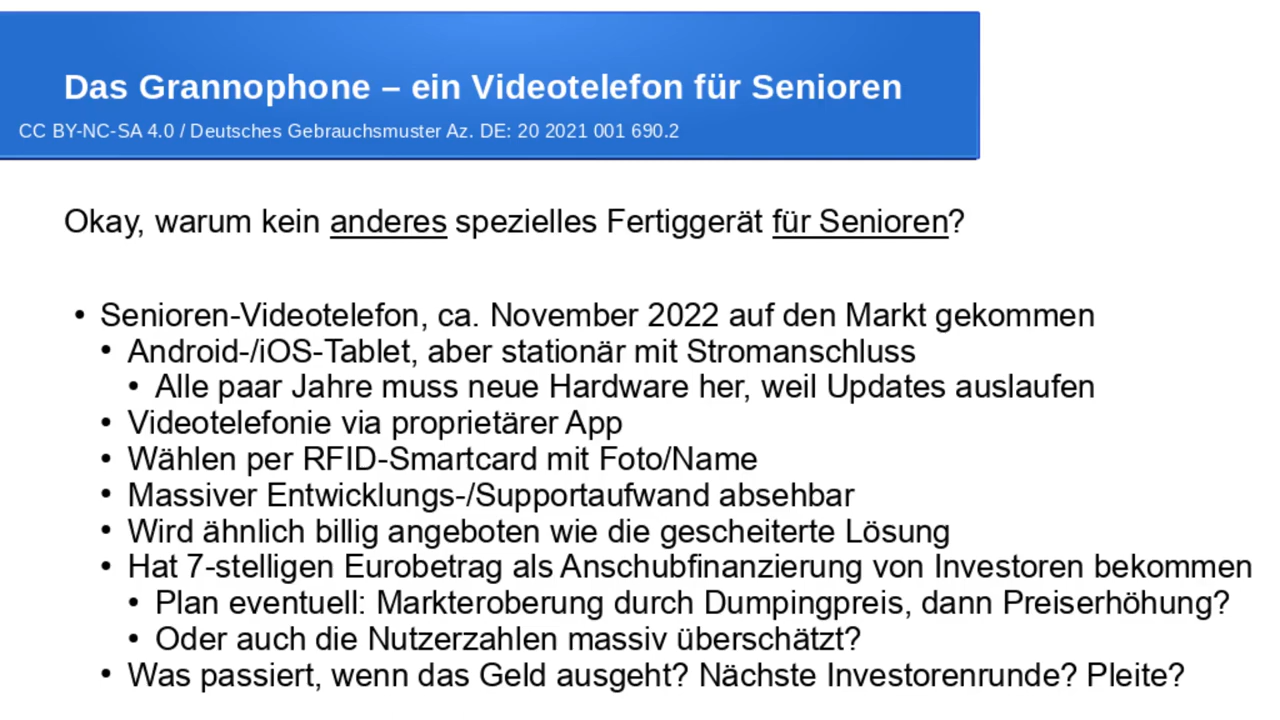 Das Grannophone – ein Videotelefon für Senioren
CC BY-NC-SA 4.0 / Deutsches Gebrauchsmuster Az. DE: 20 2021 001 690.2
Okay, warum kein anderes spezielles Fertiggerät für Senioren?
• Senioren-Videotelefon, ca. November 2022 auf den Markt gekommen
• Android-/iOS-Tablet, aber stationär mit Stromanschluss
• Alle paar Jahre muss neue Hardware her, weil Updates auslaufen
• Videotelefonie via proprietärer App
• Wählen per RFID-Smartcard mit Foto/Name
• Massiver Entwicklungs-/Supportaufwand absehbar
• Wird ähnlich billig angeboten wie die gescheiterte Lösung
• Hat 7-stelligen Eurobetrag als Anschubfinanzierung von Investoren bekommen
• Plan eventuell: Markteroberung durch Dumpingpreis, dann Preiserhöhung?
• Oder auch die Nutzerzahlen massiv überschätzt?
• Was passiert, wenn das Geld ausgeht? Nächste Investorenrunde? Pleite?